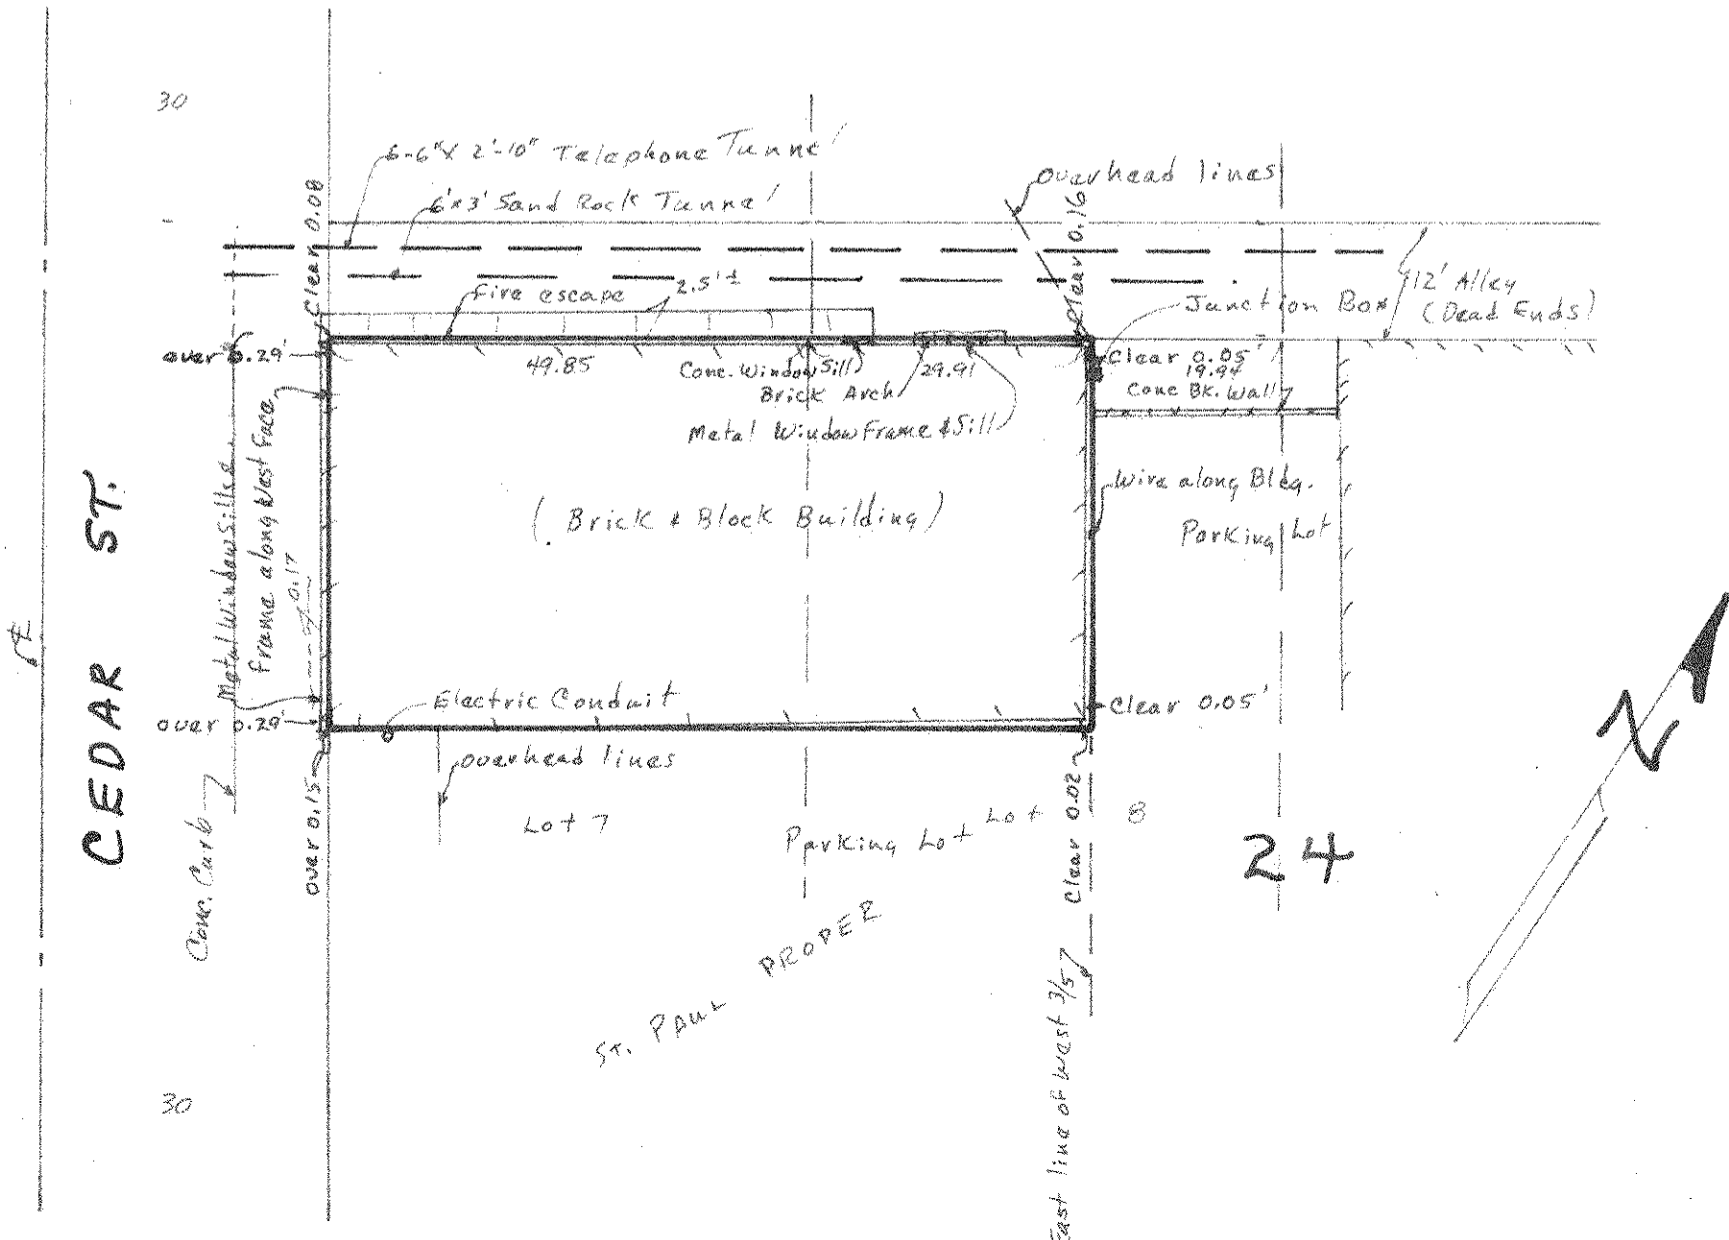 30
6-6"x 2'-10" Telephone Tunnel
6'x3' Sand Rock Tunnel
overhead lines
Clear 0.08
Clear 0.16
12' Alley
(Dead Ends)
fire escape
2.5'±
Junction Box
over 0.29'
49.85
Conc. Window Sill
29.91
Clear 0.05'
19.94
Brick Arch
Conc Bk. Wall
Metal Window Frame & Sill
Metal Window Sill &
Frame along West Face
0.17
CEDAR ST.
(Brick & Block Building)
Wire along Bldg.
Parking Lot
Electric Conduit
Clear 0.05'
over 0.29'
overhead lines
over 0.15
Conc. Curb
Lot 7
Parking Lot
Lot 8
Clear 0.02
24
N
ST. PAUL PROPER
East line of West 3/5
30